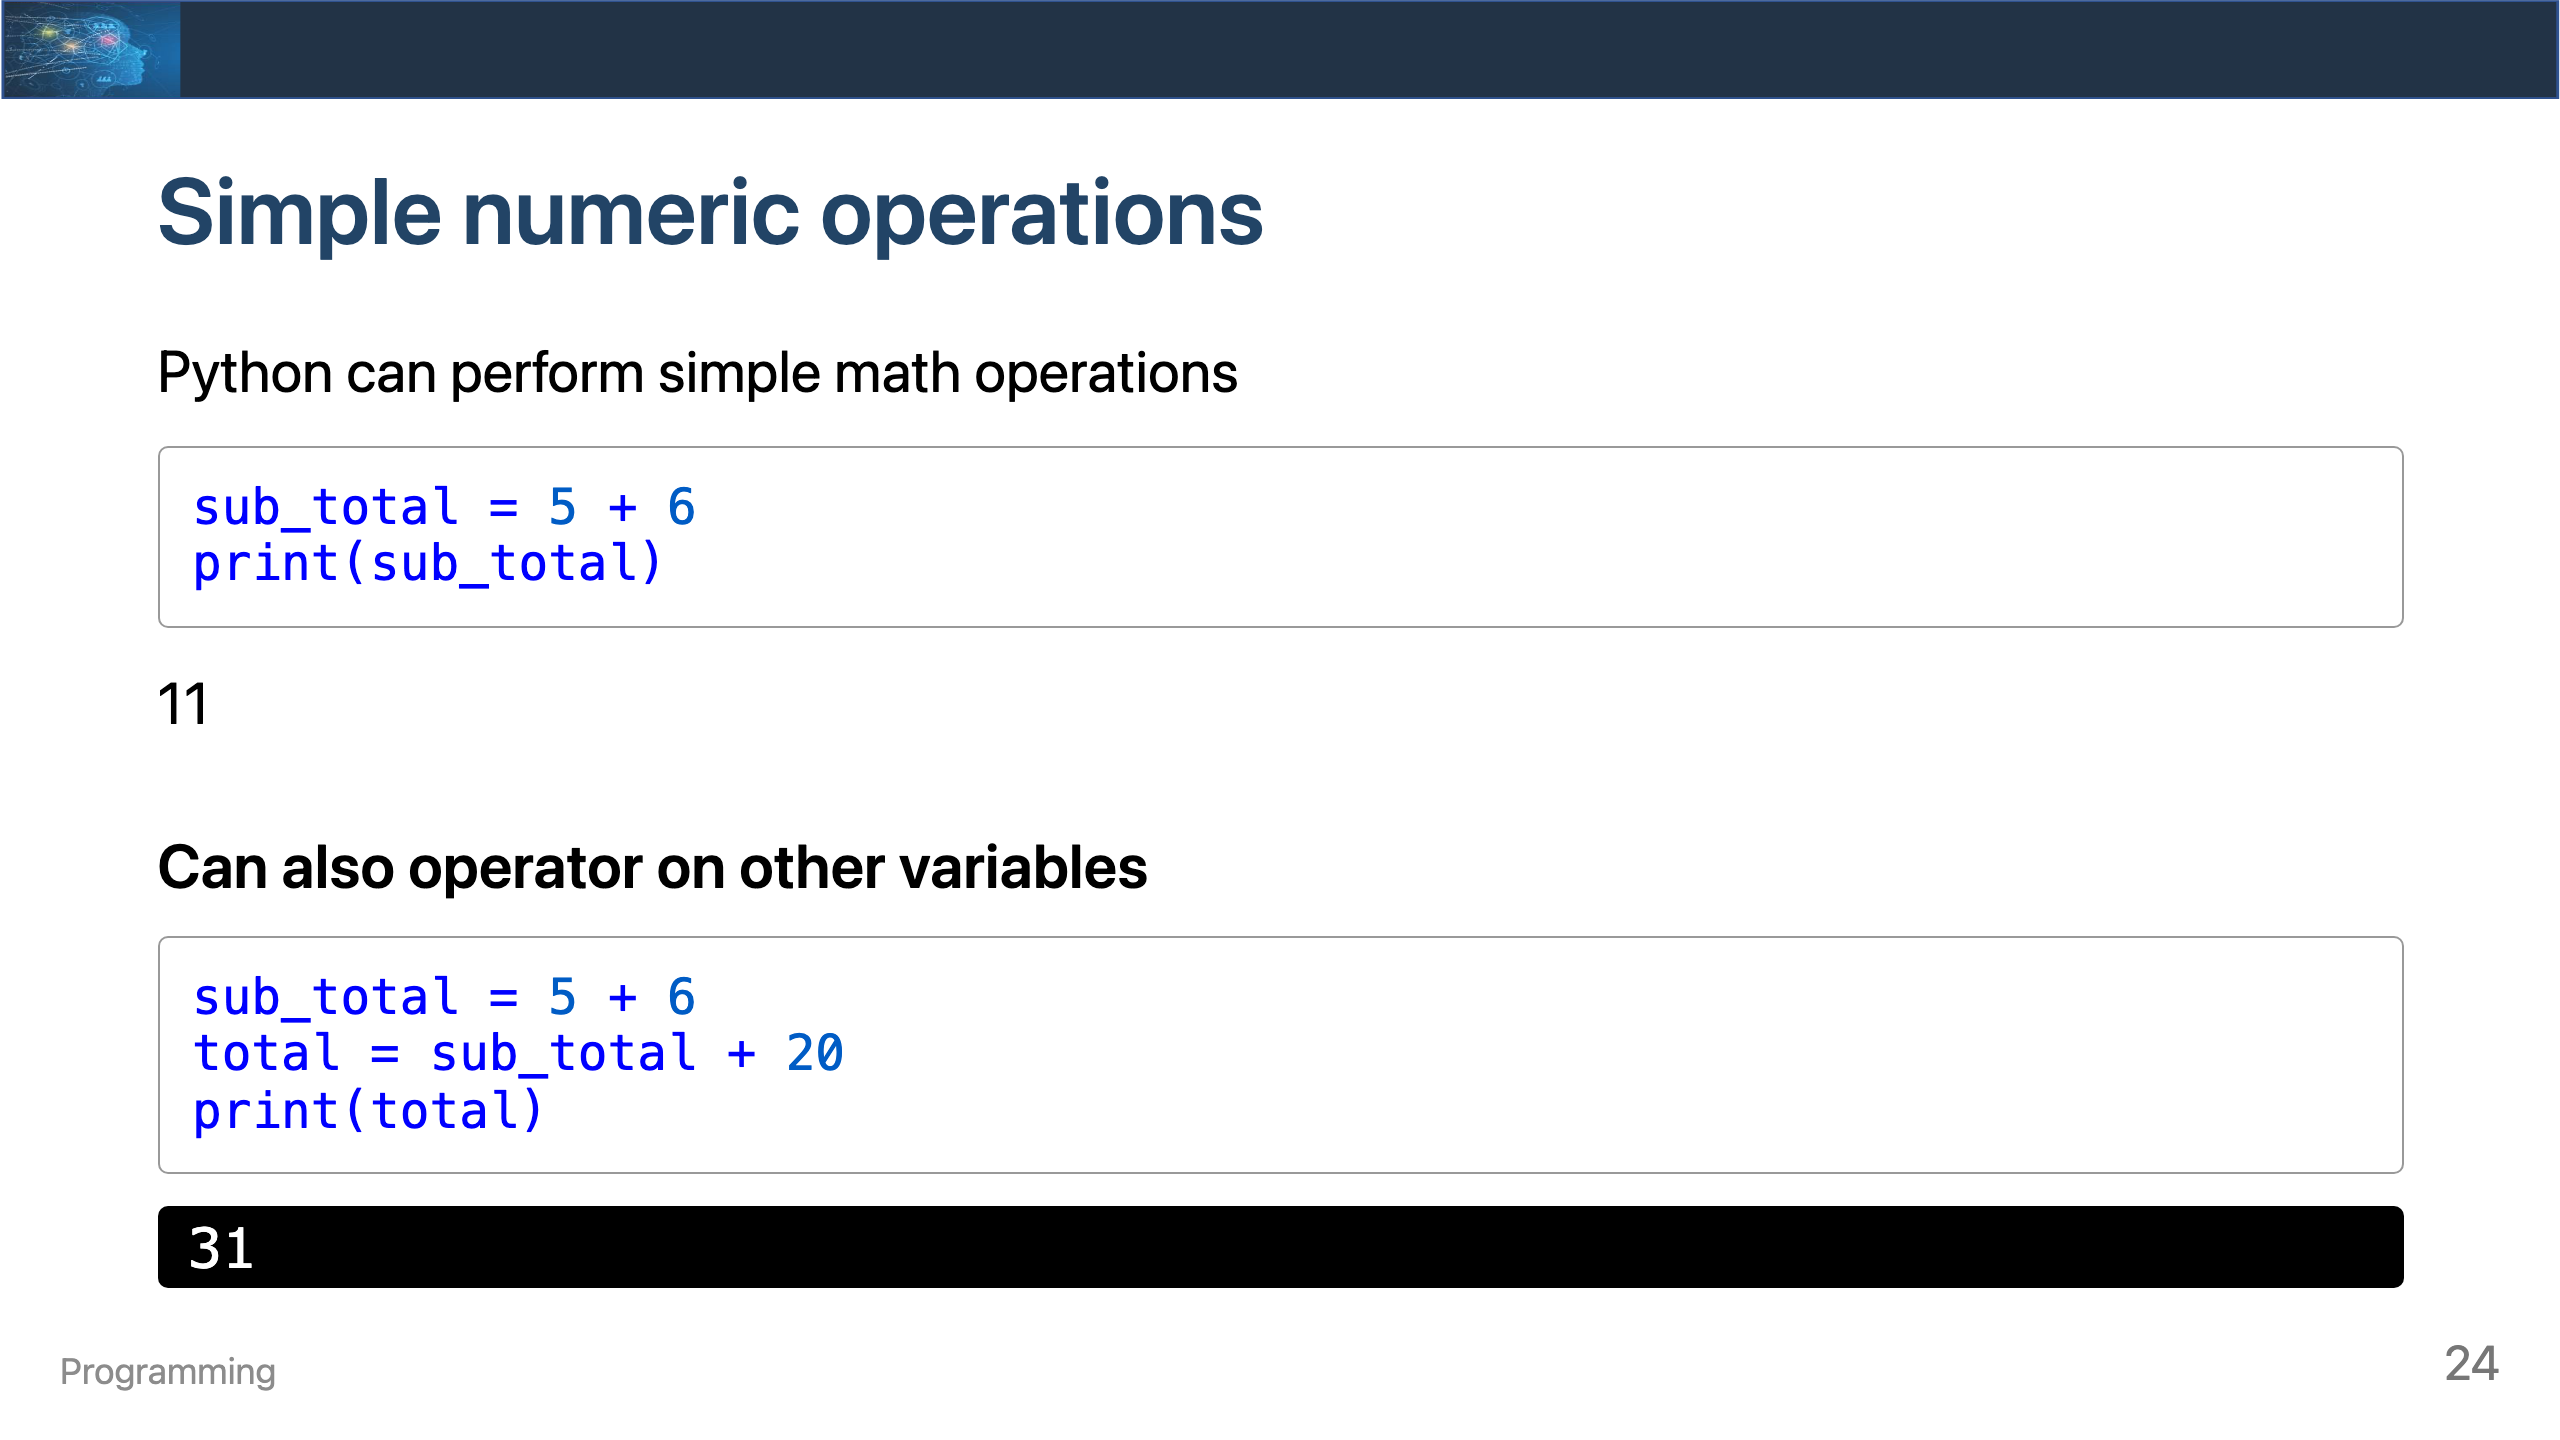 Simple numeric operations
Python can perform simple math operations
sub_total = 5 + 6
print(sub_total)
11
Can also operator on other variables
sub_total = 5 + 6
total = sub_total + 20
print(total)
31
Programming
24